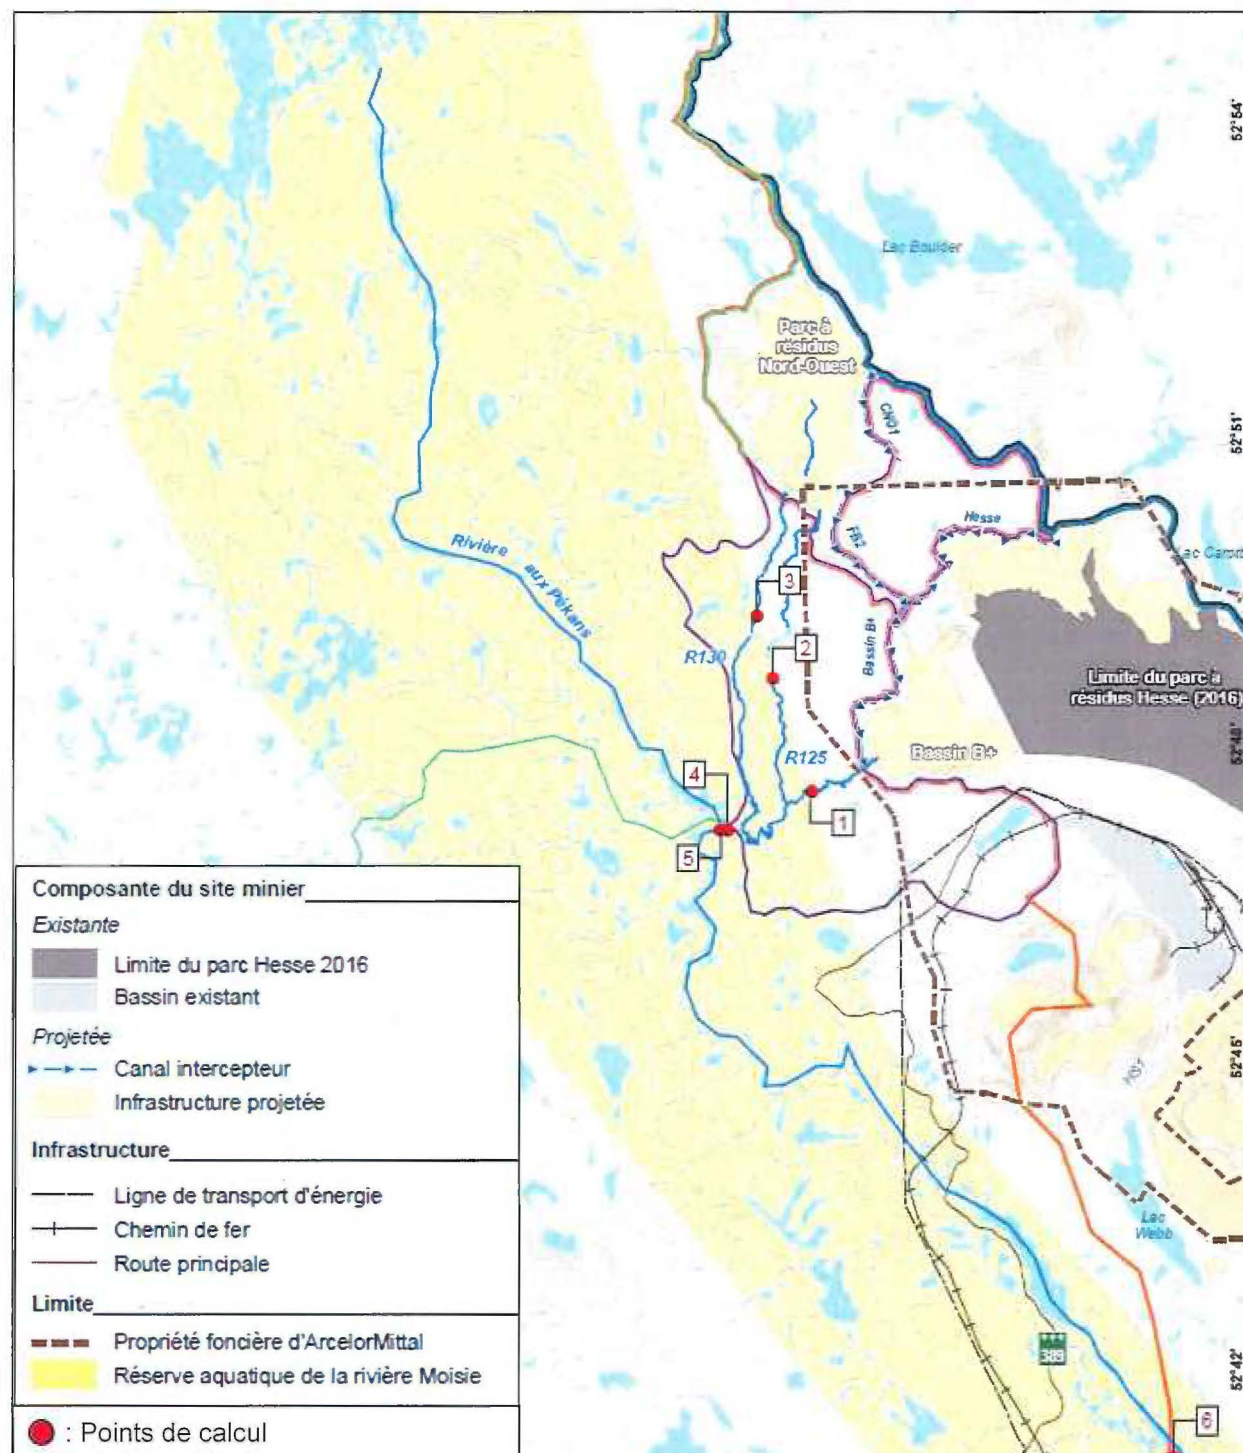 52°54'
Lac Boulder
Parc à
résidus
Nord-Ouest
CNO1
52°51'
Rivière
aux Pékans
FB2
Hesse
3
R130
2
Bassin B+
Limite du parc à
résidus Hesse (2016)
52°48'
4
R125
Bassin B+
1
5
52°45'
Lac
Webb
389
52°42'
6
Composante du site minier
Existante
Limite du parc Hesse 2016
Bassin existant
Projetée
Canal intercepteur
Infrastructure projetée
Infrastructure
Ligne de transport d'énergie
Chemin de fer
Route principale
Limite
Propriété foncière d'ArcelorMittal
Réserve aquatique de la rivière Moisie
: Points de calcul